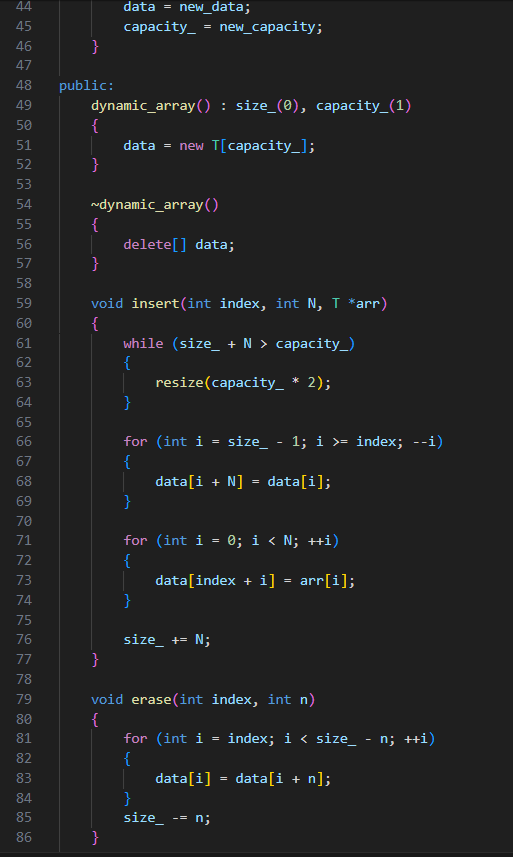 44 data = new_data;
45 capacity_ = new_capacity;
46 }
47
48 public:
49 dynamic_array() : size_(0), capacity_(1)
50 {
51 data = new T[capacity_];
52 }
53
54 ~dynamic_array()
55 {
56 delete[] data;
57 }
58
59 void insert(int index, int N, T *arr)
60 {
61 while (size_ + N > capacity_)
62 {
63 resize(capacity_ * 2);
64 }
65
66 for (int i = size_ - 1; i >= index; --i)
67 {
68 data[i + N] = data[i];
69 }
70
71 for (int i = 0; i < N; ++i)
72 {
73 data[index + i] = arr[i];
74 }
75
76 size_ += N;
77 }
78
79 void erase(int index, int n)
80 {
81 for (int i = index; i < size_ - n; ++i)
82 {
83 data[i] = data[i + n];
84 }
85 size_ -= n;
86 }